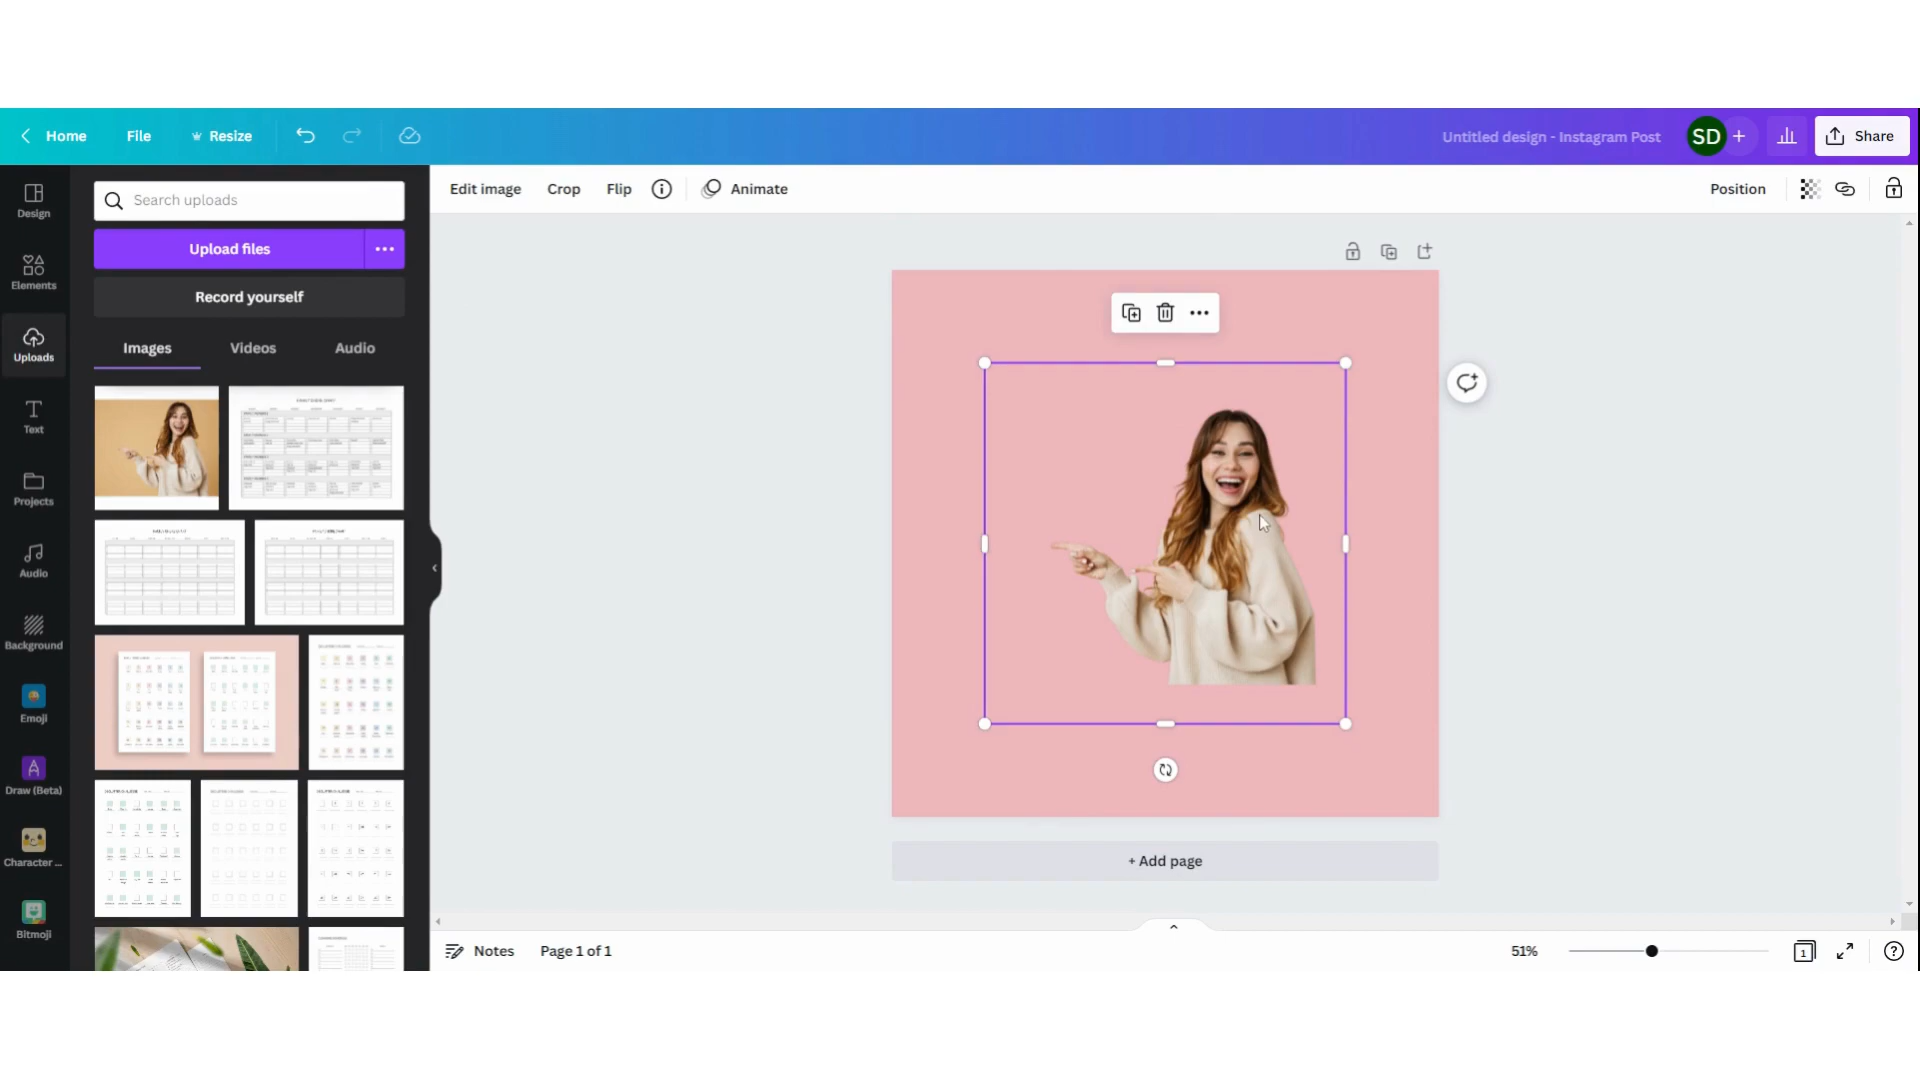 Home File Resize Untitled design - Instagram Post SD + Share
Design
Search uploads
Edit image Crop Flip Animate Position
Upload files
Elements
Record yourself
Uploads
Images Videos Audio
Text
Projects
Audio
Background
Emoji
Draw (Beta)
Character ...
Bitmoji
+ Add page
Notes Page 1 of 1 51% 1 ?